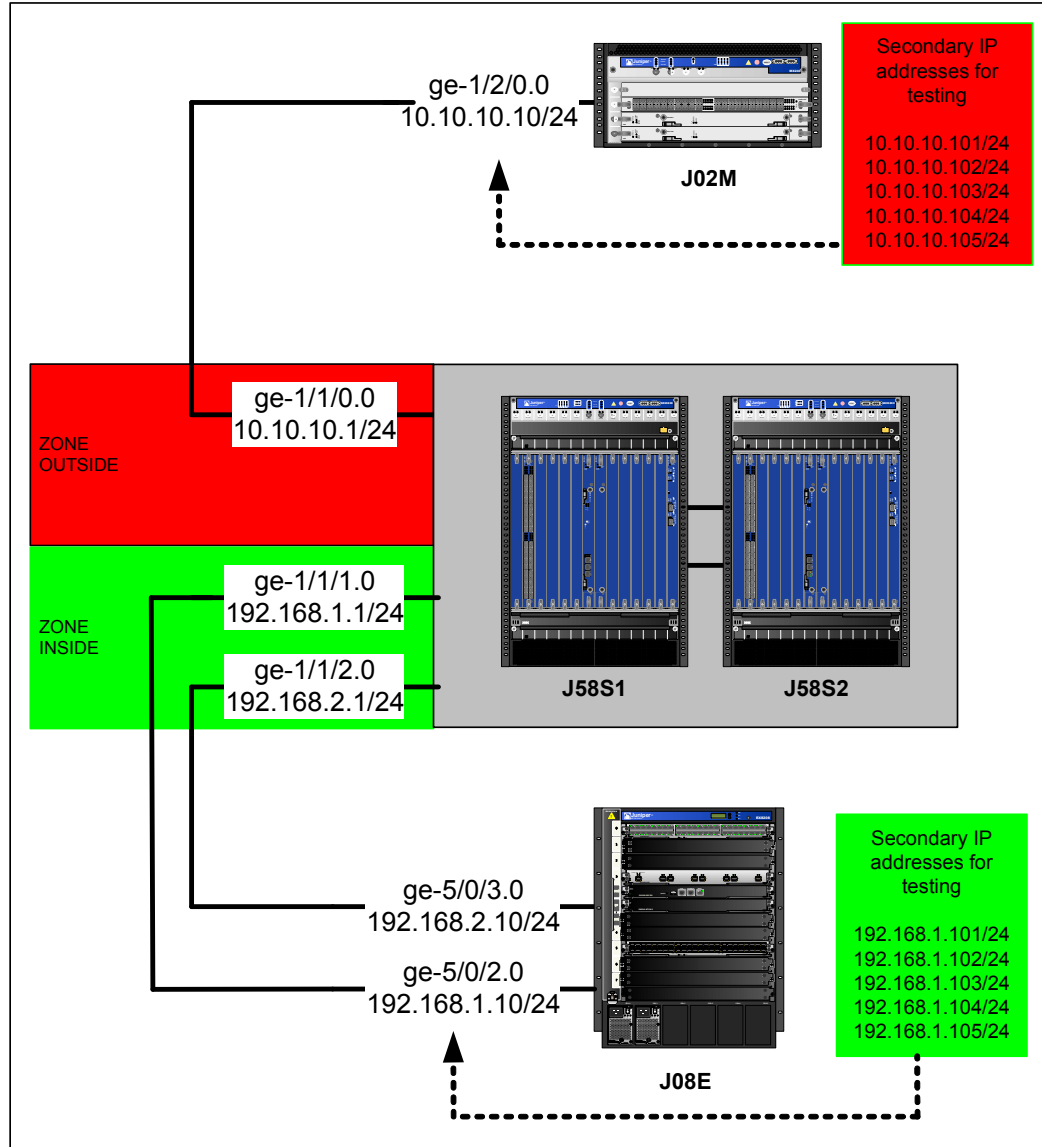 ge-1/2/0.0
10.10.10.10/24
J02M
Secondary IP
addresses for
testing
10.10.10.101/24
10.10.10.102/24
10.10.10.103/24
10.10.10.104/24
10.10.10.105/24
ZONE
OUTSIDE
ge-1/1/0.0
10.10.10.1/24
ZONE
INSIDE
ge-1/1/1.0
192.168.1.1/24
ge-1/1/2.0
192.168.2.1/24
J58S1
J58S2
ge-5/0/3.0
192.168.2.10/24
ge-5/0/2.0
192.168.1.10/24
J08E
Secondary IP
addresses for
testing
192.168.1.101/24
192.168.1.102/24
192.168.1.103/24
192.168.1.104/24
192.168.1.105/24